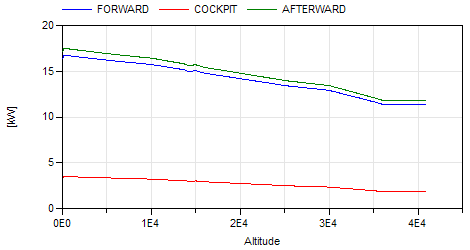 FORWARD COCKPIT AFTERWARD
20
15
[kW]
10
5
0
0E0 1E4 2E4 3E4 4E4
Altitude